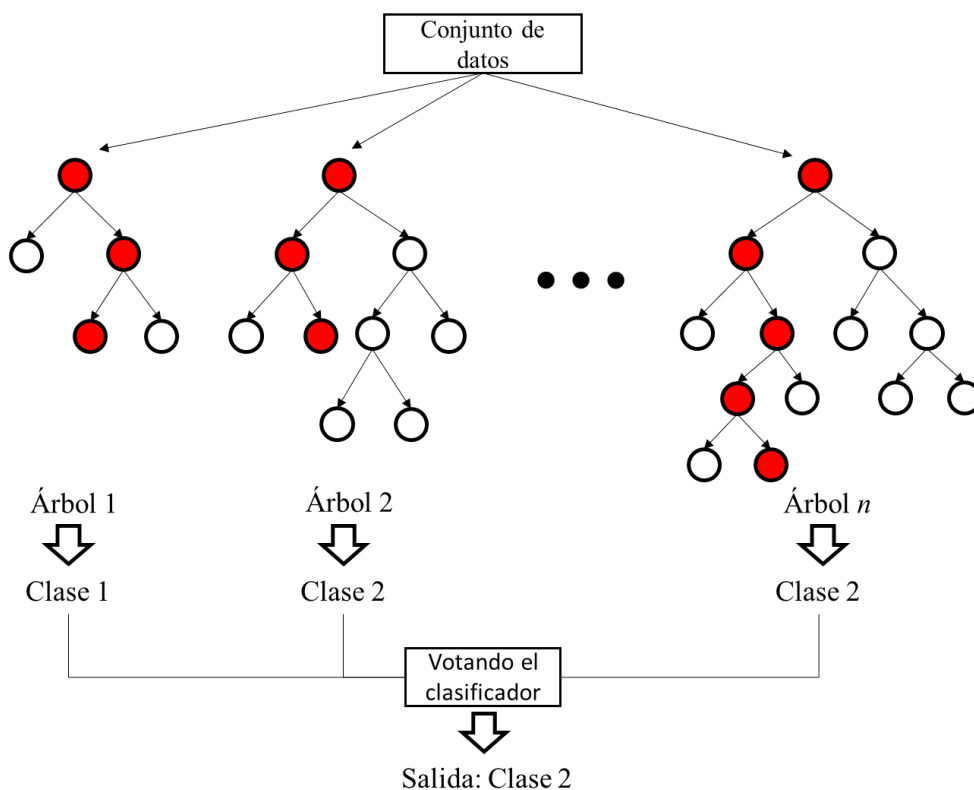 Conjunto de
datos
Árbol 1
Árbol 2
Árbol n
Clase 1
Clase 2
Clase 2
Votando el
clasificador
Salida: Clase 2